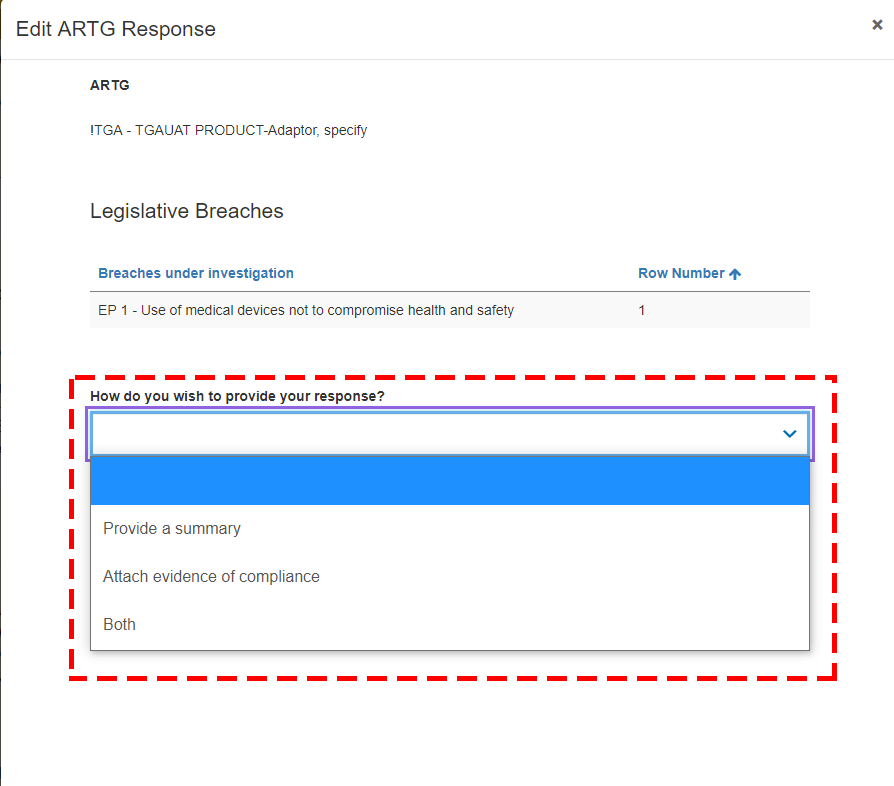 Edit ARTG Response
×
ARTG
!TGA - TGAUAT PRODUCT-Adaptor, specify
Legislative Breaches
Breaches under investigation Row Number
EP 1 - Use of medical devices not to compromise health and safety 1
How do you wish to provide your response?
Provide a summary
Attach evidence of compliance
Both